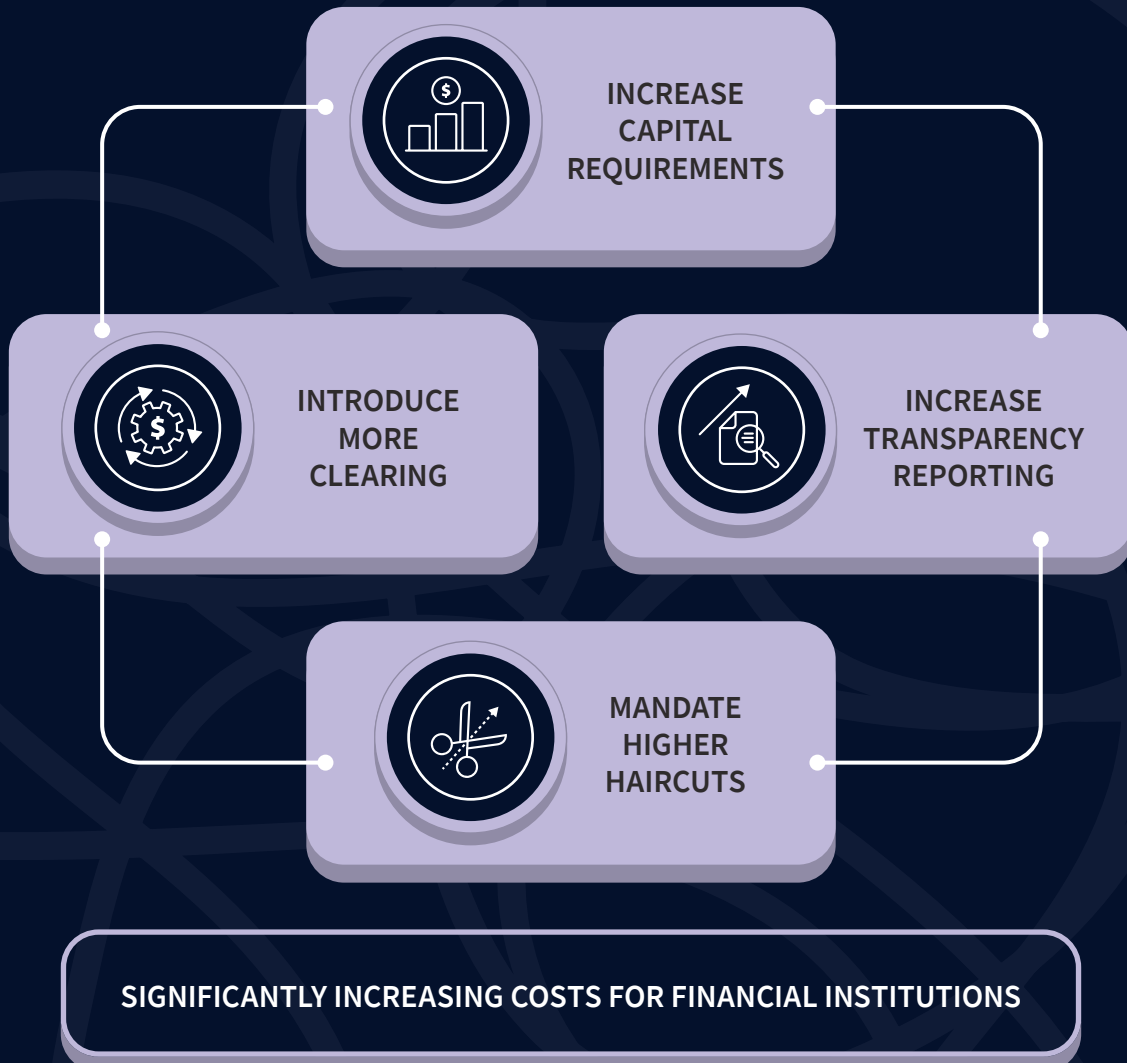 $
INCREASE
CAPITAL
REQUIREMENTS
$
INTRODUCE
MORE
CLEARING
INCREASE
TRANSPARENCY
REPORTING
MANDATE
HIGHER
HAIRCUTS
SIGNIFICANTLY INCREASING COSTS FOR FINANCIAL INSTITUTIONS